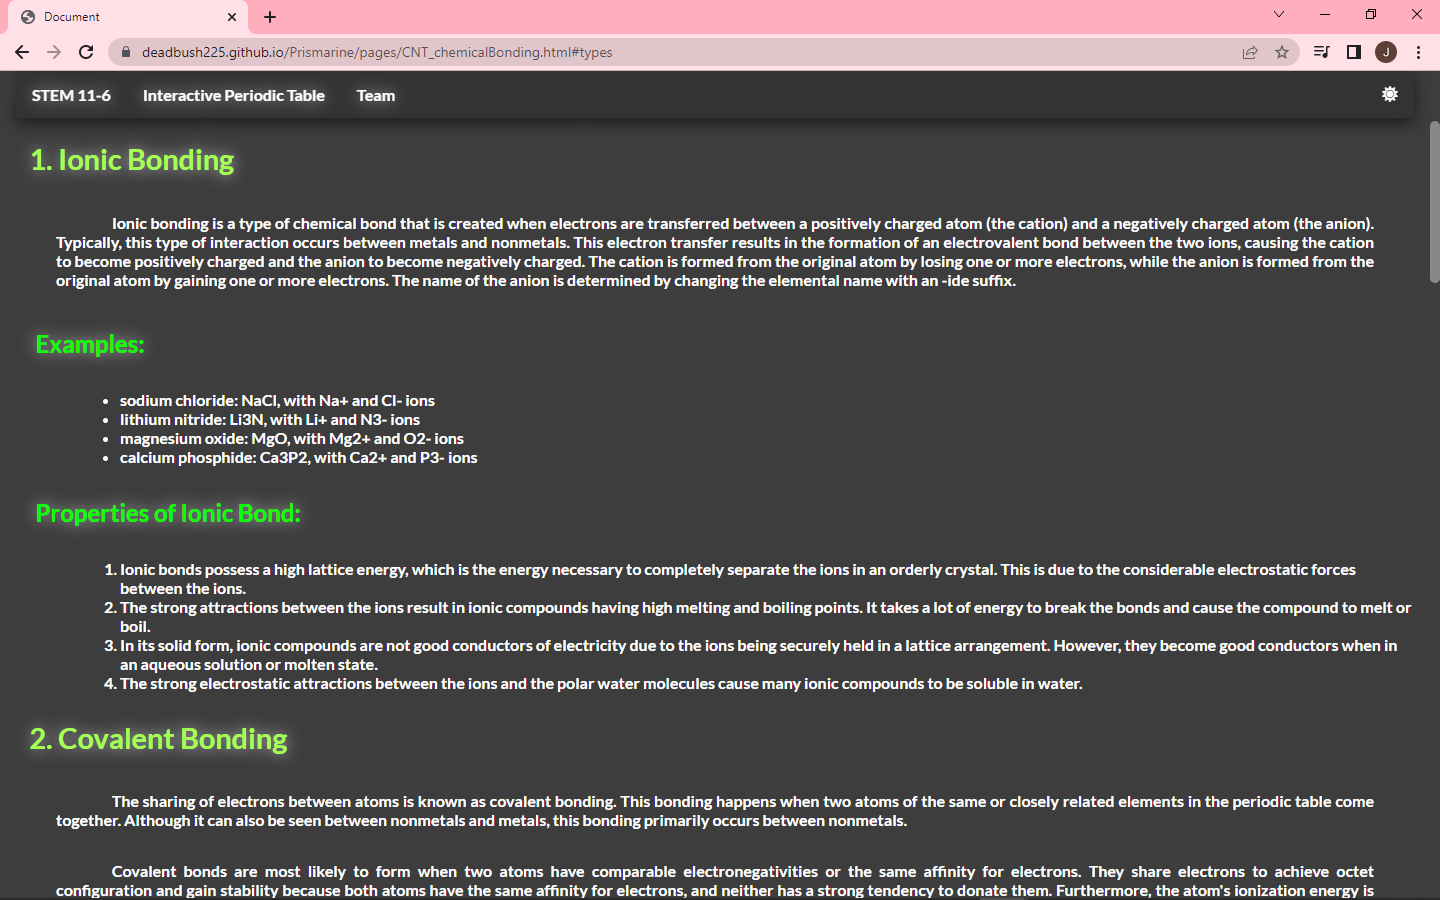 Document
deadbush225.github.io/Prismarine/pages/CNT_chemicalBonding.html#types
J
STEM 11-6 Interactive Periodic Table Team
1. Ionic Bonding
Ionic bonding is a type of chemical bond that is created when electrons are transferred between a positively charged atom (the cation) and a negatively charged atom (the anion).
Typically, this type of interaction occurs between metals and nonmetals. This electron transfer results in the formation of an electrovalent bond between the two ions, causing the cation
to become positively charged and the anion to become negatively charged. The cation is formed from the original atom by losing one or more electrons, while the anion is formed from the
original atom by gaining one or more electrons. The name of the anion is determined by changing the elemental name with an -ide suffix.
Examples:
• sodium chloride: NaCl, with Na+ and Cl- ions
• lithium nitride: Li3N, with Li+ and N3- ions
• magnesium oxide: MgO, with Mg2+ and O2- ions
• calcium phosphide: Ca3P2, with Ca2+ and P3- ions
Properties of Ionic Bond:
1. Ionic bonds possess a high lattice energy, which is the energy necessary to completely separate the ions in an orderly crystal. This is due to the considerable electrostatic forces
between the ions.
2. The strong attractions between the ions result in ionic compounds having high melting and boiling points. It takes a lot of energy to break the bonds and cause the compound to melt or
boil.
3. In its solid form, ionic compounds are not good conductors of electricity due to the ions being securely held in a lattice arrangement. However, they become good conductors when in
an aqueous solution or molten state.
4. The strong electrostatic attractions between the ions and the polar water molecules cause many ionic compounds to be soluble in water.
2. Covalent Bonding
The sharing of electrons between atoms is known as covalent bonding. This bonding happens when two atoms of the same or closely related elements in the periodic table come
together. Although it can also be seen between nonmetals and metals, this bonding primarily occurs between nonmetals.
Covalent bonds are most likely to form when two atoms have comparable electronegativities or the same affinity for electrons. They share electrons to achieve octet
configuration and gain stability because both atoms have the same affinity for electrons, and neither has a strong tendency to donate them. Furthermore, the atom's ionization energy is